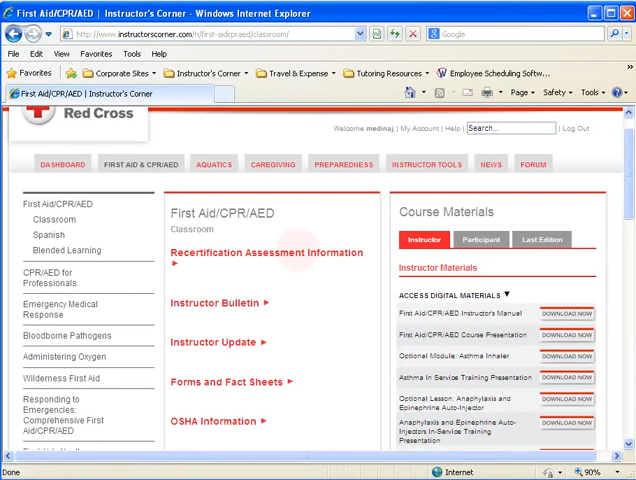 First Aid/CPR/AED | Instructor's Corner - Windows Internet Explorer
http://www.instructorscorner.com/n/first-aidcpraed/classroom/
Google
File Edit View Favorites Tools Help
Favorites Corporate Sites Instructor's Corner Travel & Expense Tutoring Resources Employee Scheduling Softw...
First Aid/CPR/AED | Instructor's Corner
Page Safety Tools
Red Cross
Welcome medinaj | My Account | Help | Search... | Log Out
DASHBOARD FIRST AID & CPR/AED AQUATICS CAREGIVING PREPAREDNESS INSTRUCTOR TOOLS NEWS FORUM
First Aid/CPR/AED
Classroom
Spanish
Blended Learning
CPR/AED for
Professionals
Emergency Medical
Response
Bloodborne Pathogens
Administering Oxygen
Wilderness First Aid
Responding to
Emergencies:
Comprehensive First
Aid/CPR/AED
First Aid/CPR/AED
Classroom
Recertification Assessment Information
Instructor Bulletin
Instructor Update
Forms and Fact Sheets
OSHA Information
Course Materials
Instructor Participant Last Edition
Instructor Materials
ACCESS DIGITAL MATERIALS
First Aid/CPR/AED Instructor's Manual DOWNLOAD NOW
First Aid/CPR/AED Course Presentation DOWNLOAD NOW
Optional Module: Asthma Inhaler DOWNLOAD NOW
Asthma In Service Training Presentation DOWNLOAD NOW
Optional Lesson: Anaphylaxis and
Epinephrine Auto-Injector DOWNLOAD NOW
Anaphylaxis and Epinephrine Auto-
Injectors In-Service Training
Presentation DOWNLOAD NOW
Done Internet 90%